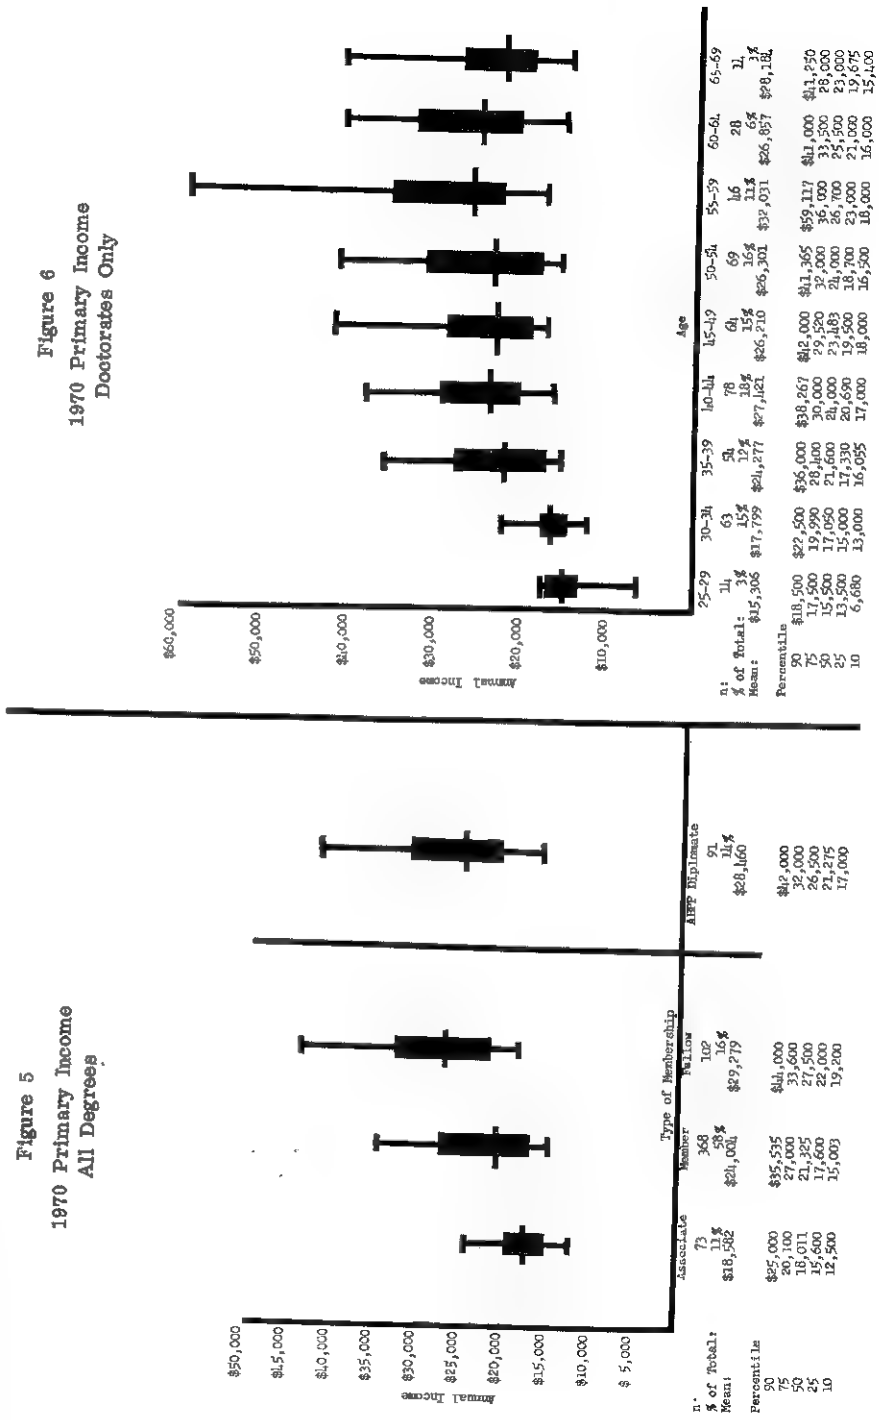 Figure 5
1970 Primary Income
All Degrees
Annual Income
$50,000
$45,000
$40,000
$35,000
$30,000
$25,000
$20,000
$15,000
$10,000
$ 5,000
Type of Membership
Associate Member Fellow ABPP Diplomate
n: 73 368 102 91
% of Total: 11% 58% 16% 14%
Mean: $18,582 $24,004 $29,279 $28,460
Percentile
90 $25,000 $35,535 $44,000 $42,000
75 20,100 27,000 33,600 32,000
50 18,011 21,325 27,500 26,500
25 15,600 17,600 22,000 21,275
10 12,500 15,003 19,200 17,000
Figure 6
1970 Primary Income
Doctorates Only
Annual Income
$60,000
$50,000
$40,000
$30,000
$20,000
$10,000
Age
25-29 30-34 35-39 40-44 45-49 50-54 55-59 60-64 65-69
n: 14 63 54 78 64 69 46 28 11
% of Total: 3% 15% 12% 18% 15% 16% 11% 6% 3%
Mean: $15,306 $17,799 $24,277 $27,421 $26,210 $26,301 $32,031 $26,857 $28,184
Percentile
90 $18,500 $22,500 $36,000 $38,267 $42,000 $41,365 $59,117 $41,000 $41,250
75 17,500 19,990 28,400 30,000 29,520 32,000 36,000 33,500 28,000
50 15,500 17,050 21,600 24,000 23,483 24,000 26,700 25,500 23,000
25 13,500 15,000 17,330 20,690 19,500 18,700 23,000 21,000 19,675
10 6,680 13,000 16,055 17,000 18,000 16,500 18,000 16,000 15,400